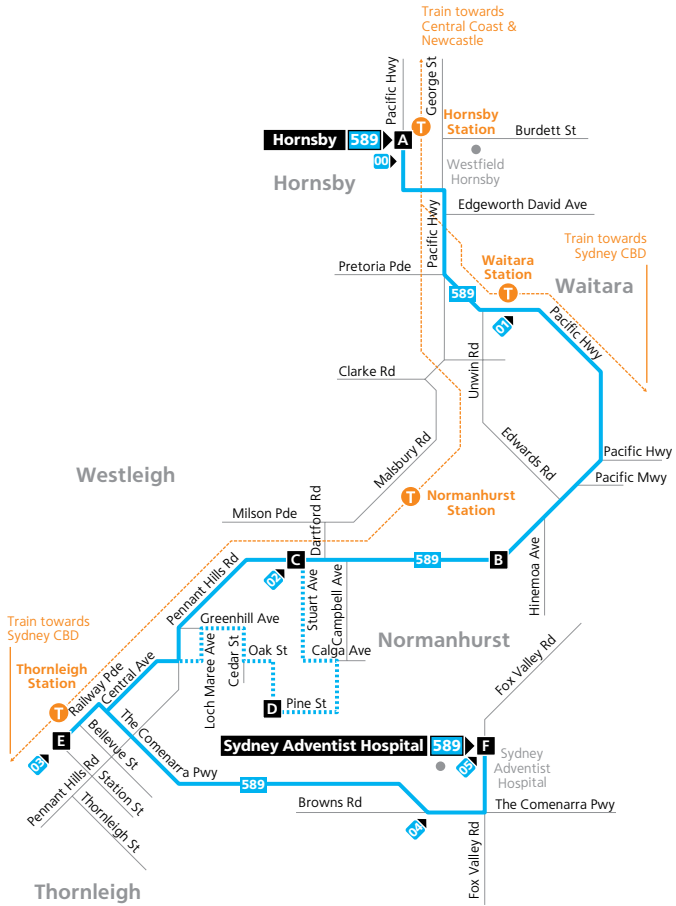 Train towards
Central Coast &
Newcastle
Pacific Hwy
George St
Hornsby
Station
T
Hornsby 589
A
00
Burdett St
Westfield
Hornsby
Hornsby
Edgeworth David Ave
Pacific Hwy
Train towards
Sydney CBD
Waitara
Station
Pretoria Pde
T
Waitara
589
01
Pacific Hwy
Unwin Rd
Clarke Rd
Malsbury Rd
Edwards Rd
Pacific Hwy
Westleigh
Pacific Mwy
T
Normanhurst
Station
Milson Pde
Dartford Rd
Hinemoa Ave
C
589
B
02
Pennant Hills Rd
Stuart Ave
Campbell Ave
Greenhill Ave
Train towards
Sydney CBD
Normanhurst
Loch Maree Ave
Cedar St
Oak St
Calga Ave
Fox Valley Rd
Thornleigh
Station
Railway Pde
Central Ave
D
Pine St
T
E
03
Bellevue St
The Comenarra Pwy
Sydney Adventist Hospital 589
F
05
Sydney
Adventist
Hospital
Pennant Hills Rd
Station St
589
Thornleigh St
Browns Rd
04
The Comenarra Pwy
Fox Valley Rd
Thornleigh